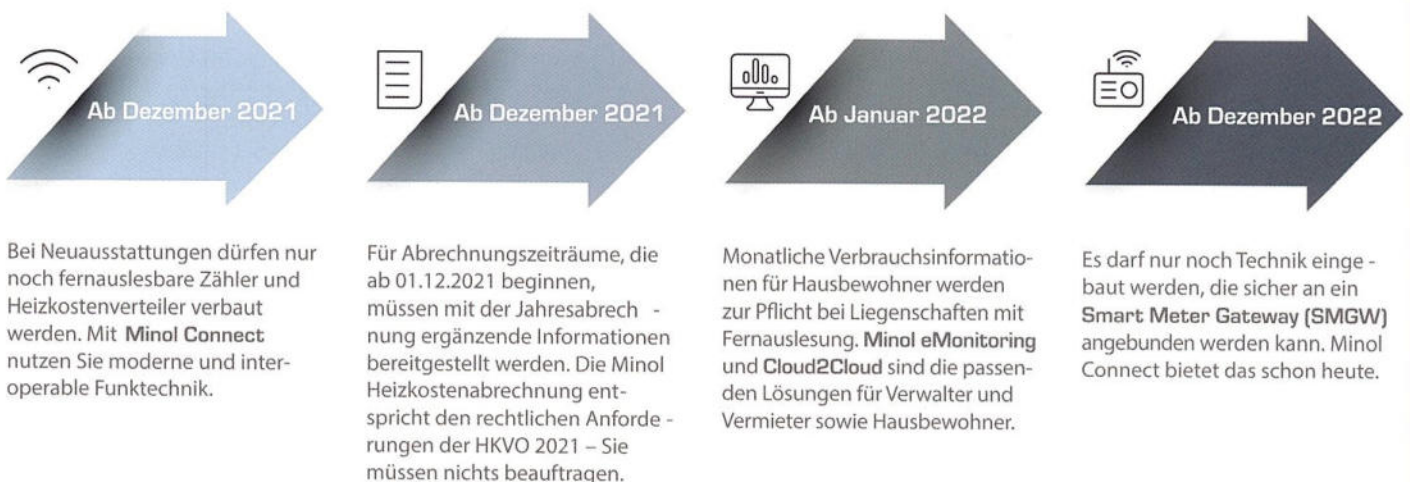 Ab Dezember 2021
Bei Neuausstattungen dürfen nur
noch fernauslesbare Zähler und
Heizkostenverteiler verbaut
werden. Mit Minol Connect
nutzen Sie moderne und inter-
operable Funktechnik.
Ab Dezember 2021
Für Abrechnungszeiträume, die
ab 01.12.2021 beginnen,
müssen mit der Jahresabrech -
nung ergänzende Informationen
bereitgestellt werden. Die Minol
Heizkostenabrechnung ent-
spricht den rechtlichen Anforde -
rungen der HKVO 2021 – Sie
müssen nichts beauftragen.
Ab Januar 2022
Monatliche Verbrauchsinformatio-
nen für Hausbewohner werden
zur Pflicht bei Liegenschaften mit
Fernauslesung. Minol eMonitoring
und Cloud2Cloud sind die passen-
den Lösungen für Verwalter und
Vermieter sowie Hausbewohner.
Ab Dezember 2022
Es darf nur noch Technik einge -
baut werden, die sicher an ein
Smart Meter Gateway (SMGW)
angebunden werden kann. Minol
Connect bietet das schon heute.